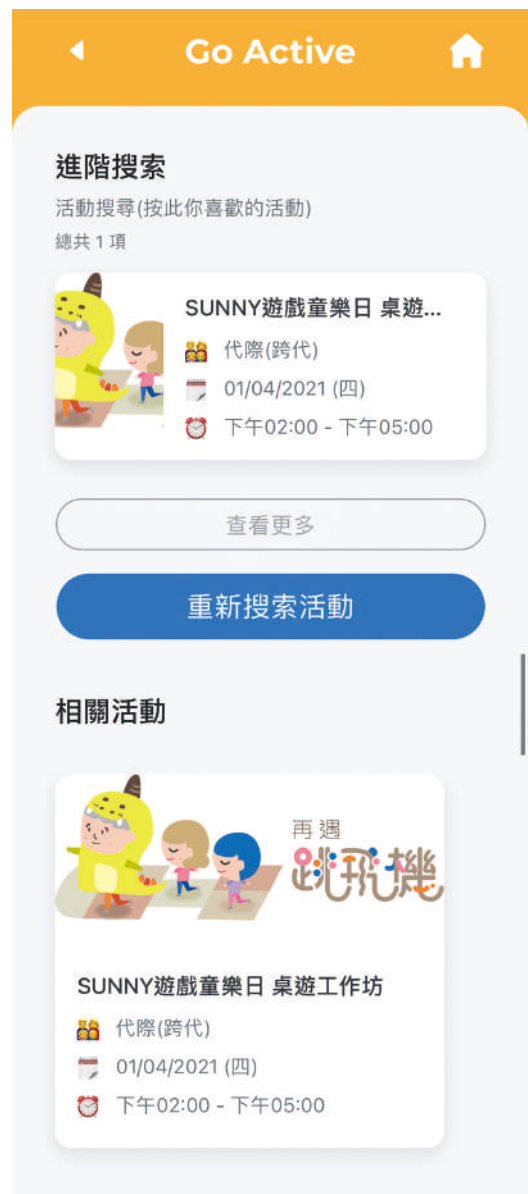 Go Active
進階搜索
活動搜尋(按此你喜歡的活動)
總共 1 項
SUNNY遊戲童樂日 桌遊...
代際(跨代)
01/04/2021 (四)
下午02:00 - 下午05:00
查看更多
重新搜索活動
相關活動
再遇
跳飛機
SUNNY遊戲童樂日 桌遊工作坊
代際(跨代)
01/04/2021 (四)
下午02:00 - 下午05:00